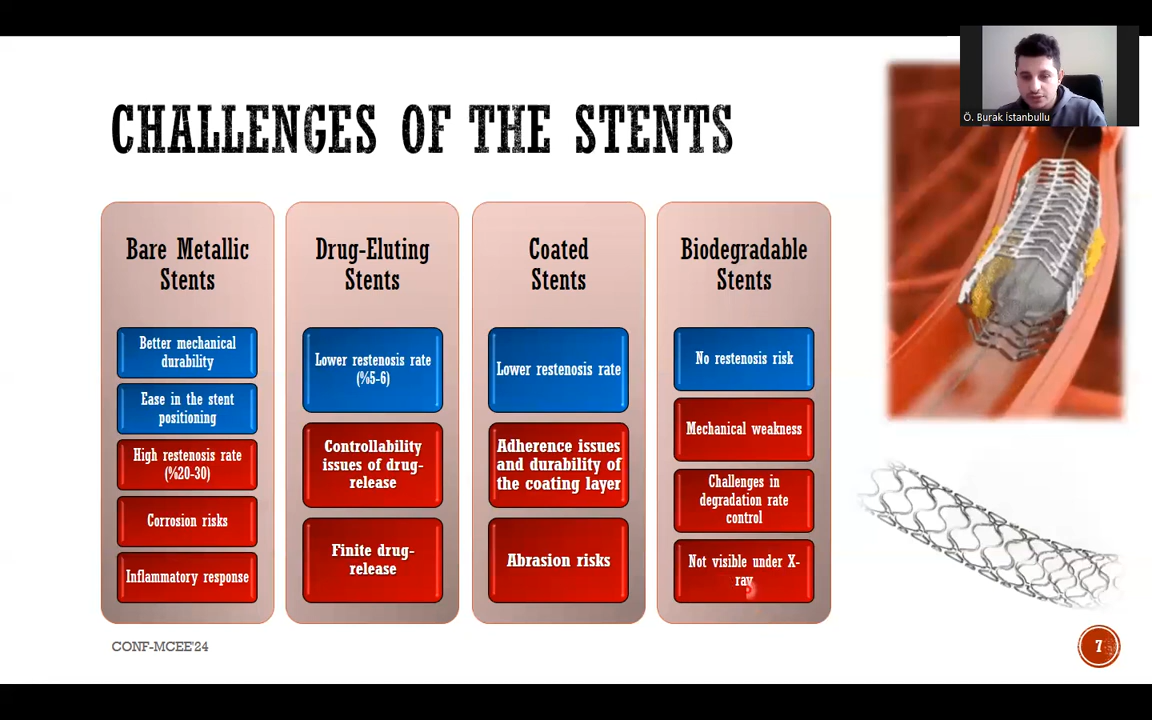 Ö. Burak İstanbullu
CHALLENGES OF THE STENTS
Bare Metallic
Stents
Better mechanical
durability
Ease in the stent
positioning
High restenosis rate
(%20-30)
Corrosion risks
Inflammatory response
Drug-Eluting
Stents
Lower restenosis rate
(%5-6)
Controllability
issues of drug-
release
Finite drug-
release
Coated
Stents
Lower restenosis rate
Adherence issues
and durability of
the coating layer
Abrasion risks
Biodegradable
Stents
No restenosis risk
Mechanical weakness
Challenges in
degradation rate
control
Not visible under X-
ray
CONF-MCEE'24
7